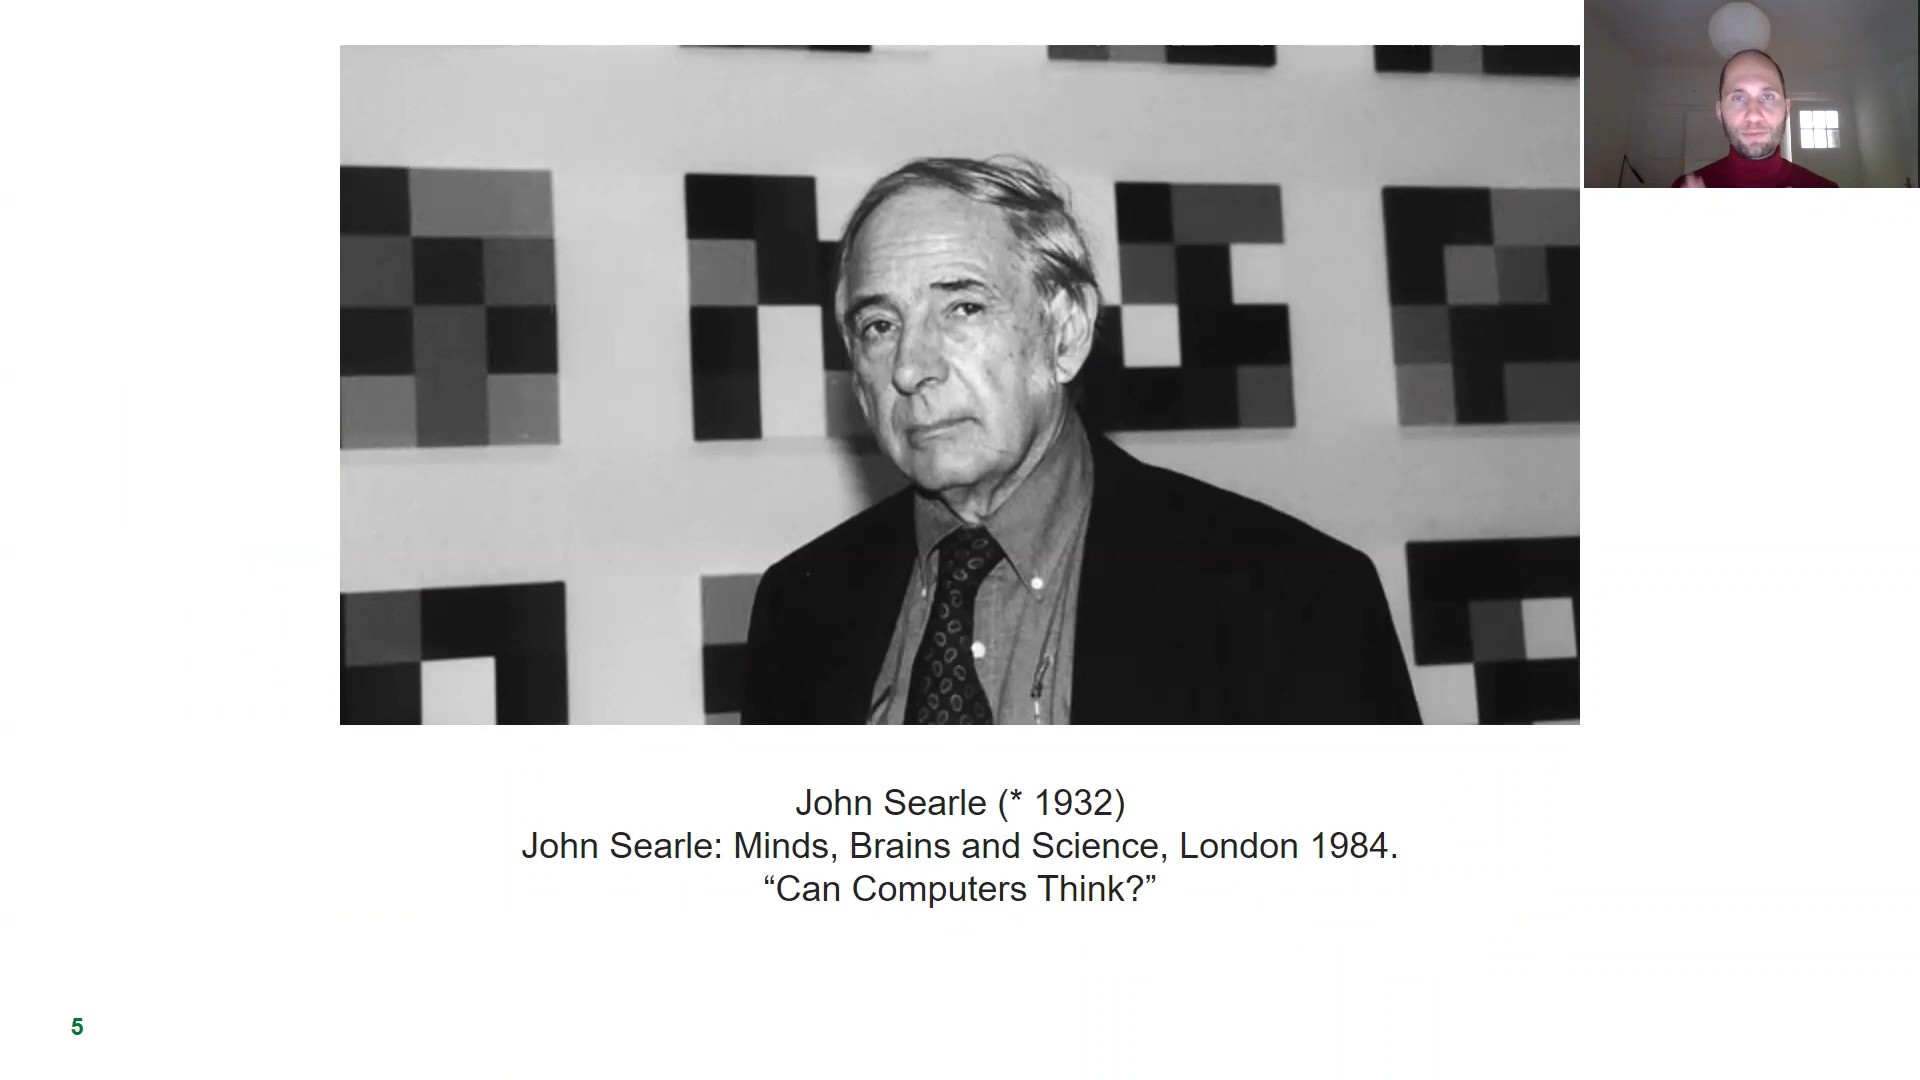 John Searle (* 1932)
John Searle: Minds, Brains and Science, London 1984.
“Can Computers Think?”
5